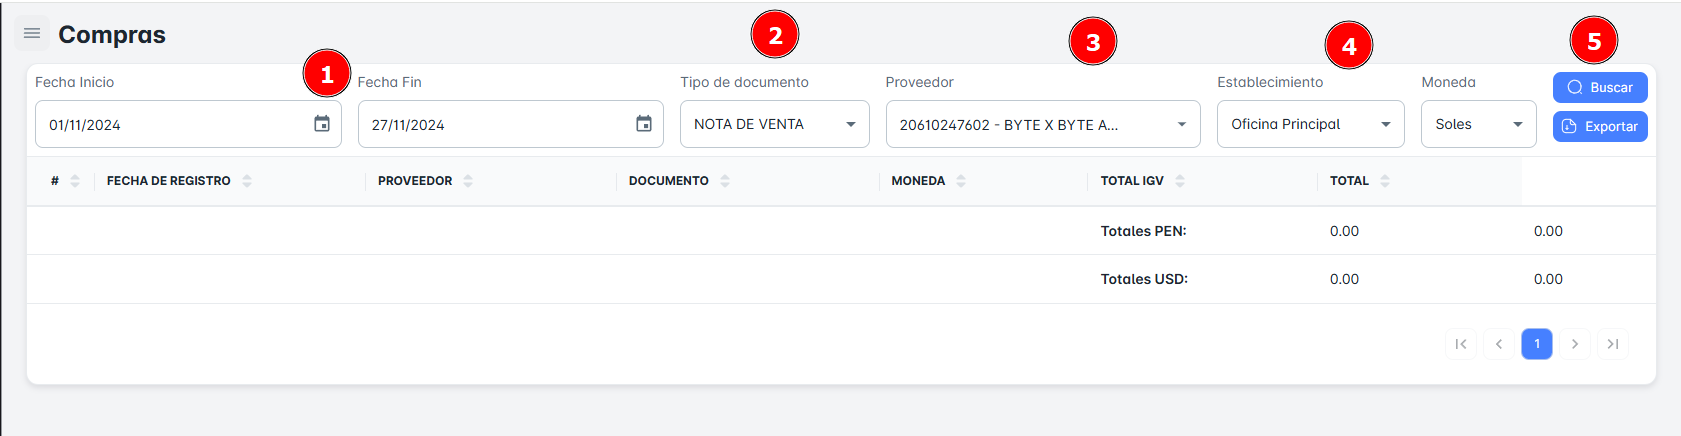 Compras
1
2
3
4
5
Fecha Inicio
Fecha Fin
Tipo de documento
Proveedor
Establecimiento
Moneda
01/11/2024
27/11/2024
NOTA DE VENTA
20610247602 - BYTE X BYTE A...
Oficina Principal
Soles
Buscar
Exportar
# FECHA DE REGISTRO PROVEEDOR DOCUMENTO MONEDA TOTAL IGV TOTAL
Totales PEN: 0.00 0.00
Totales USD: 0.00 0.00
1